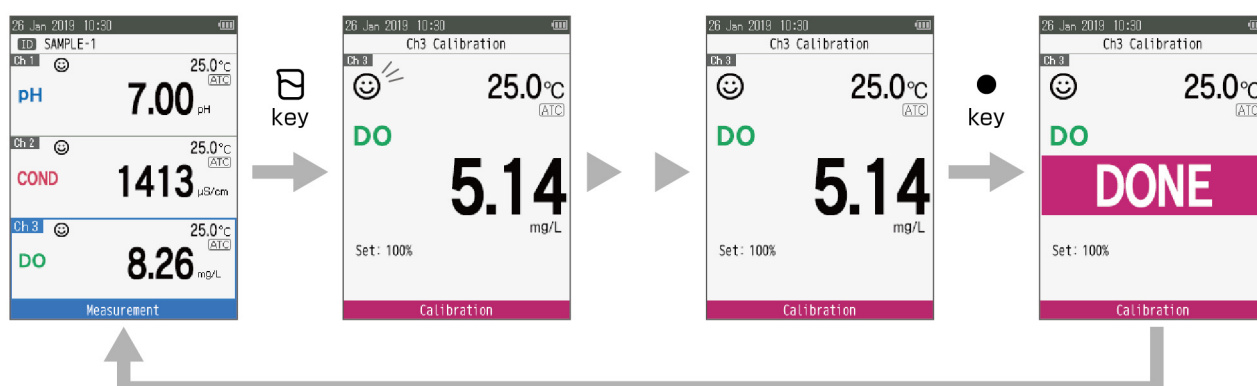 26 Jan 2019 10:30
ID SAMPLE-1
Ch 1 25.0°C
ATC
pH 7.00 pH
Ch 2 25.0°C
ATC
COND 1413 µS/cm
Ch 3 25.0°C
ATC
DO 8.26 mg/L
Measurement
key
26 Jan 2019 10:30
Ch3 Calibration
Ch 3
25.0°C
ATC
DO
5.14
mg/L
Set: 100%
Calibration
26 Jan 2019 10:30
Ch3 Calibration
Ch 3
25.0°C
ATC
DO
5.14
mg/L
Set: 100%
Calibration
key
26 Jan 2019 10:30
Ch3 Calibration
Ch 3
25.0°C
ATC
DO
DONE
Set: 100%
Calibration